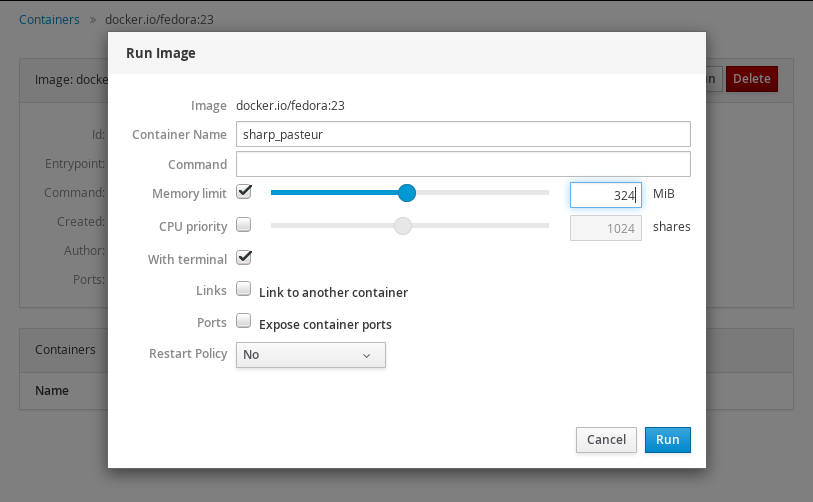 Containers » docker.io/fedora:23
Run Image
Image: docke
Delete
Image docker.io/fedora:23
Id:
Container Name sharp_pasteur
Entrypoint:
Command
Command:
Memory limit 324 MiB
Created:
CPU priority 1024 shares
Author:
With terminal
Ports:
Links Link to another container
Ports Expose container ports
Containers
Restart Policy No
Name
Cancel Run